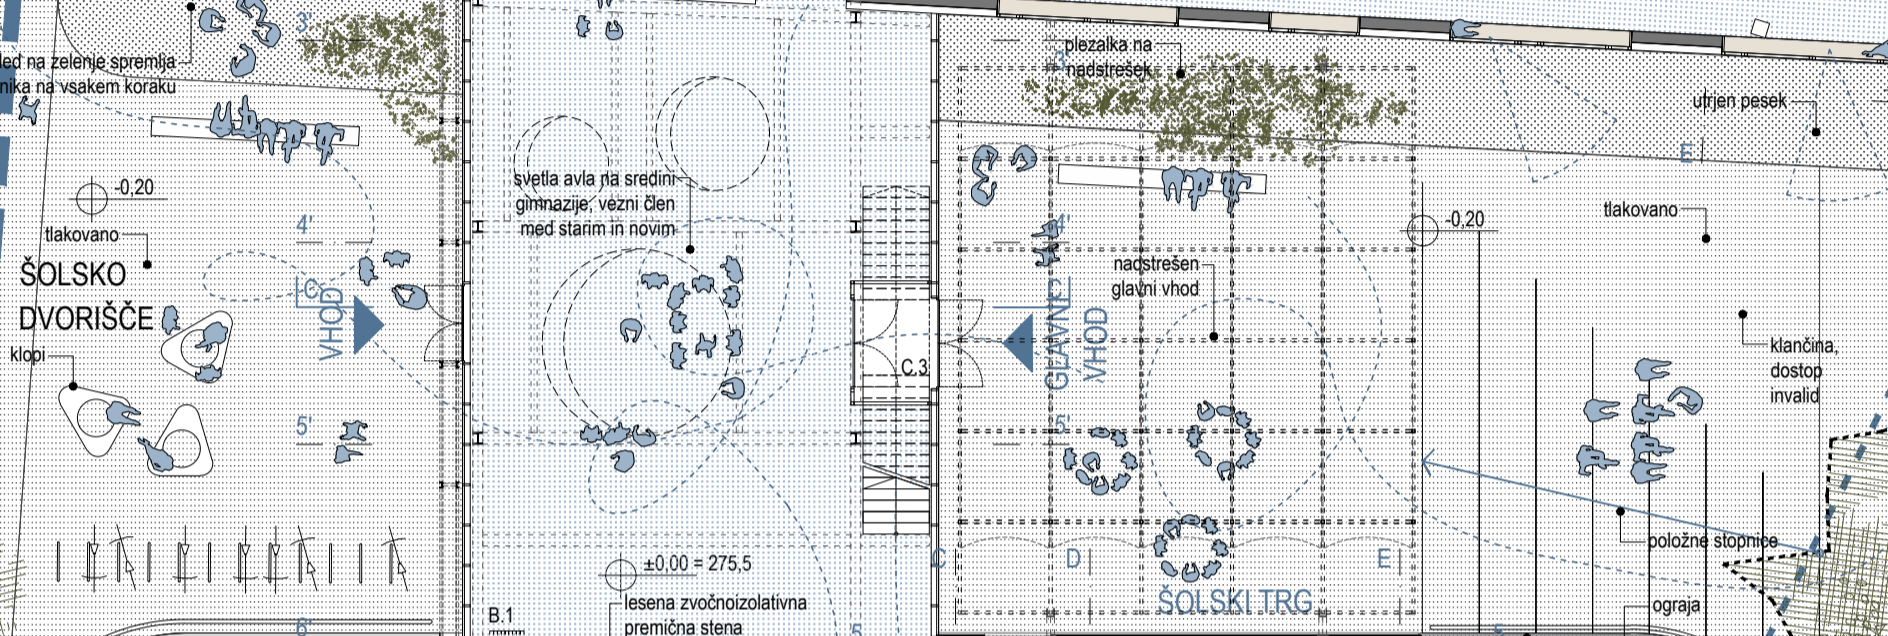 3'
led na zelenje spremlja
nika na vsakem koraku
-0,20
tlakovano
4'
ŠOLSKO
DVORIŠČE
C
VHOD
klopi
5'
6'
svetla avla na sredini
gimnazije, vezni člen
med starim in novim
±0,00 = 275,5
lesena zvočnoizolativna
premična stena
B.1
5
C.3
plezalka na
nadstrešek
3'
4'
nadstrešen
glavni vhod
GLAVNI
VHOD
5'
C
D
E
ŠOLSKI TRG
utrjen pesek
E
-0,20
tlakovano
klančina,
dostop
invalid
položne stopnice
ograja